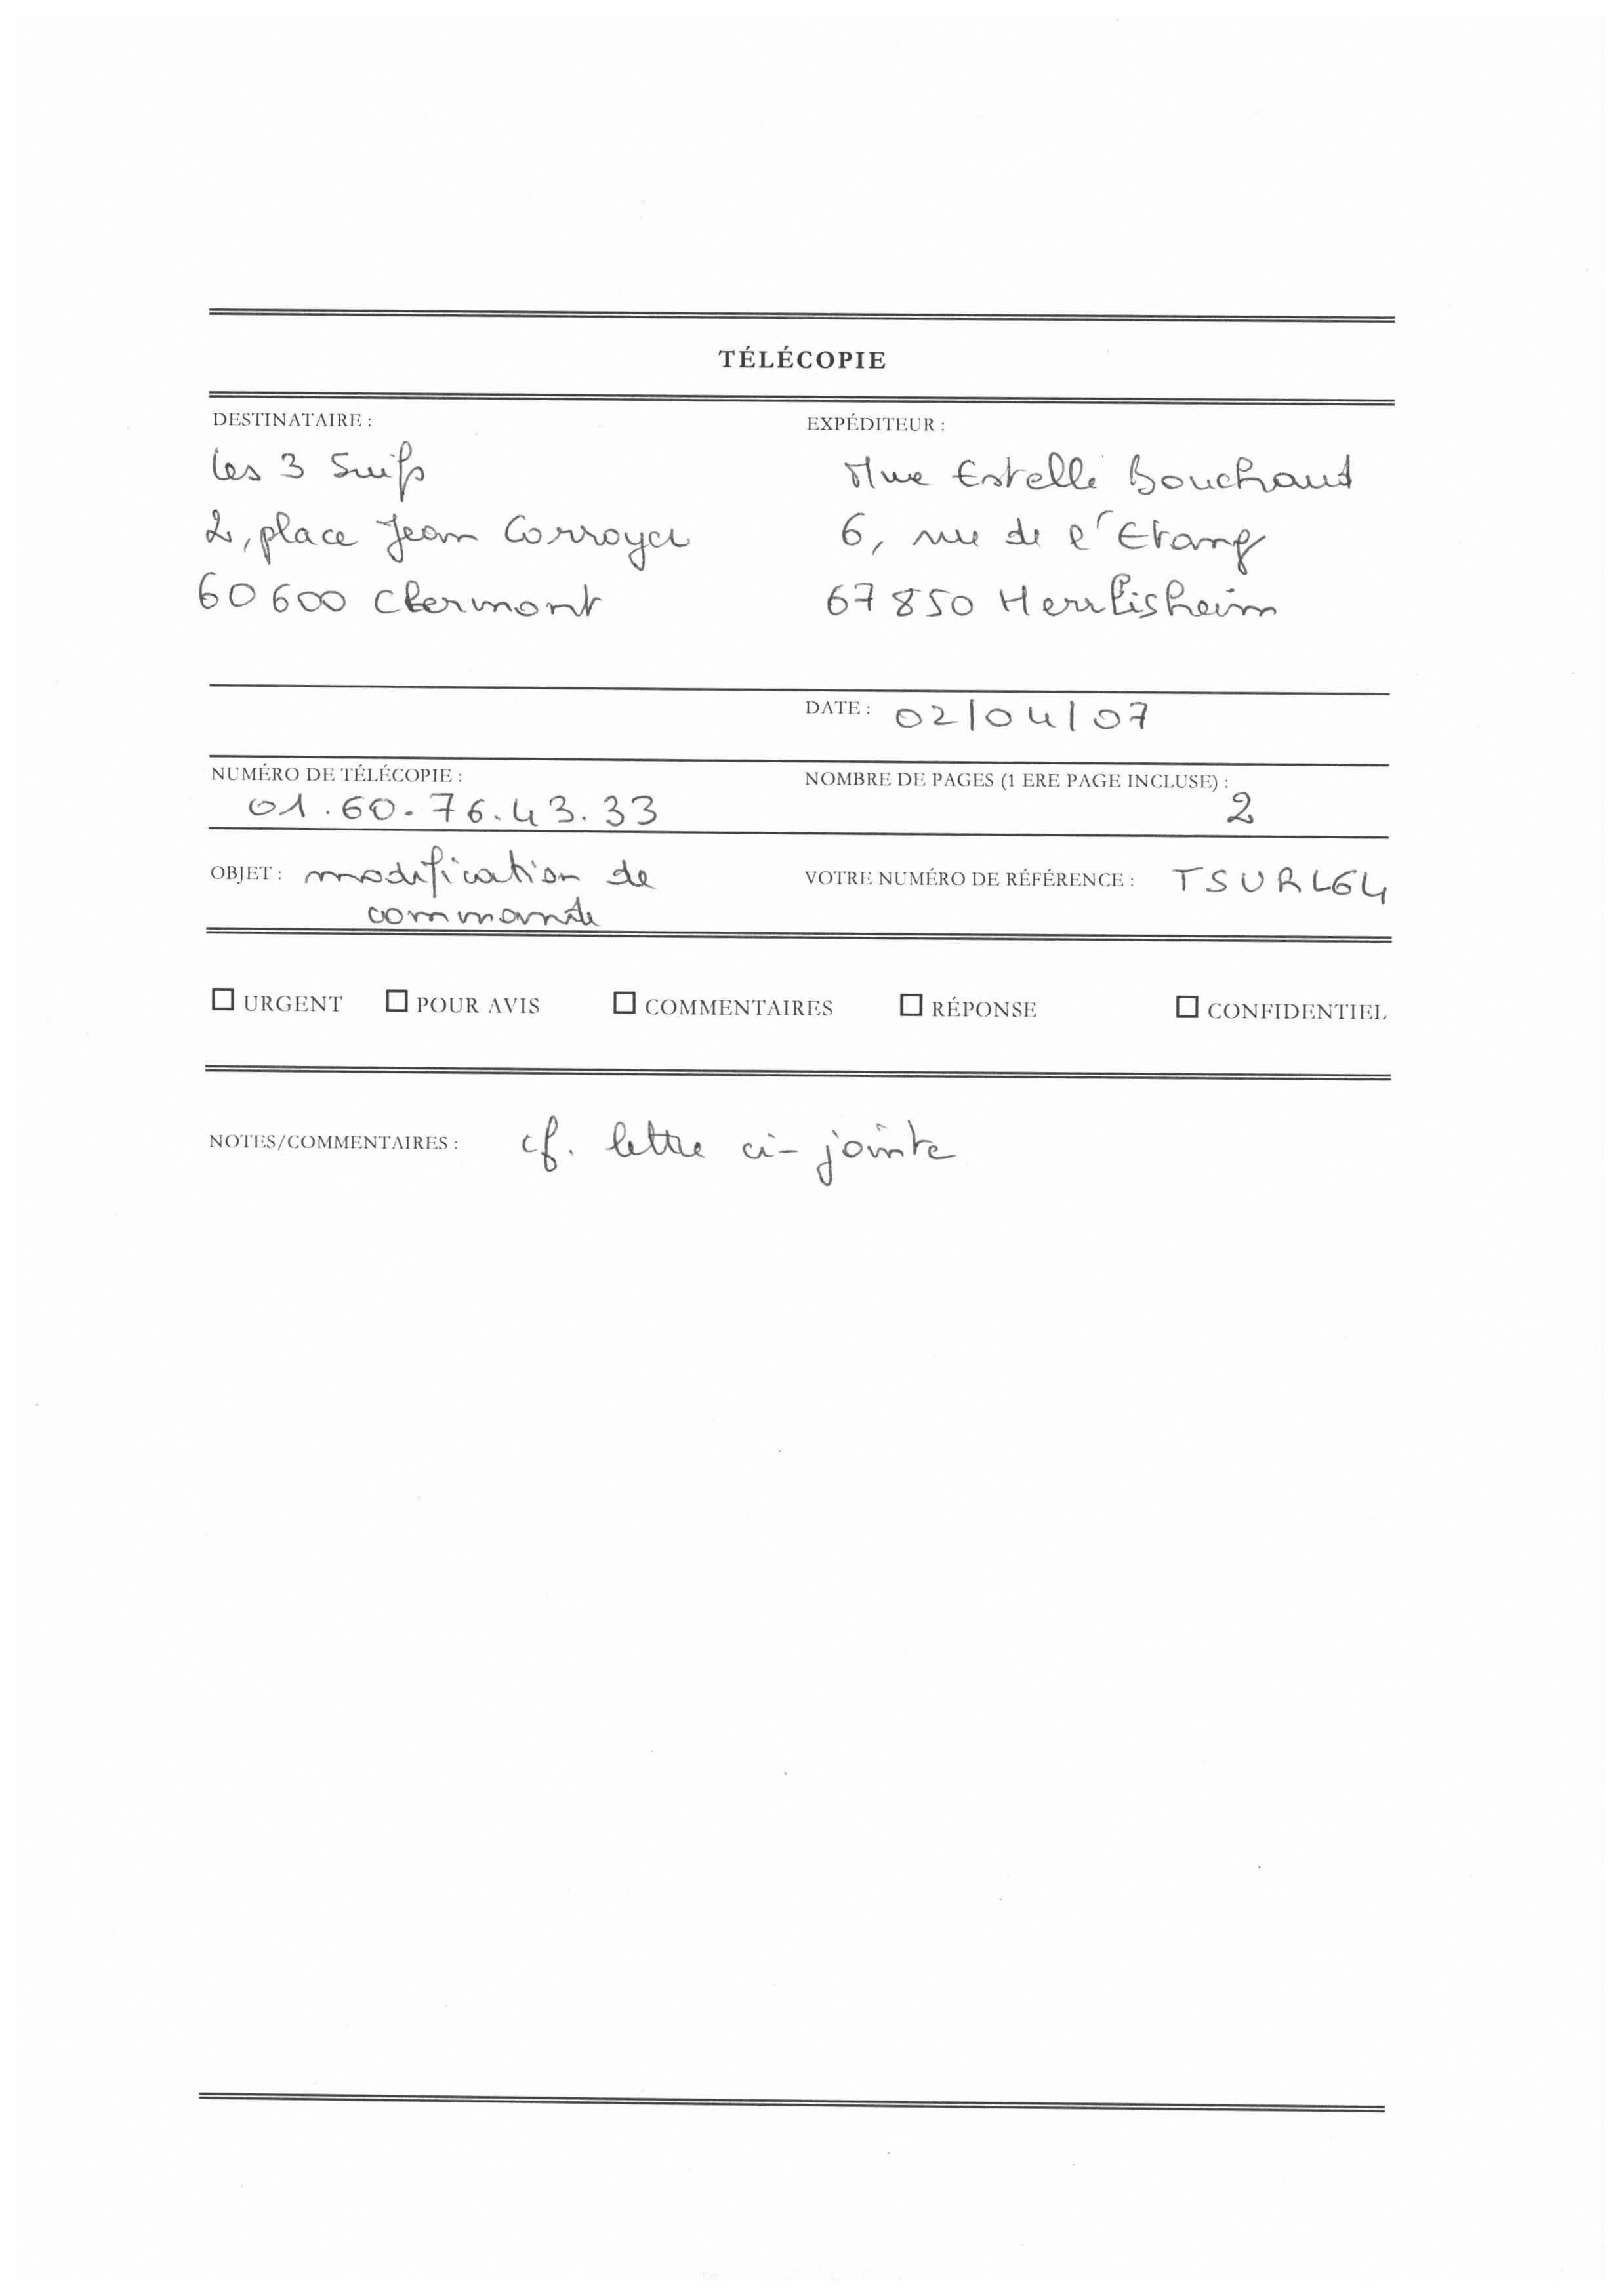 TÉLÉCOPIE
DESTINATAIRE :
Les 3 Suisses
2, place Jean Corroyer
60600 Clermont
EXPÉDITEUR :
Mme Estelle Bouchaud
6, rue de l'Etang
67850 Herrlisheim
DATE : 02/04/07
NUMÉRO DE TÉLÉCOPIE :
01.60.76.43.33
NOMBRE DE PAGES (1 ERE PAGE INCLUSE) :
2
OBJET : modification de
commande
VOTRE NUMÉRO DE RÉFÉRENCE : TSURL64
URGENT POUR AVIS COMMENTAIRES RÉPONSE CONFIDENTIEL
NOTES/COMMENTAIRES : cf. lettre ci-jointe